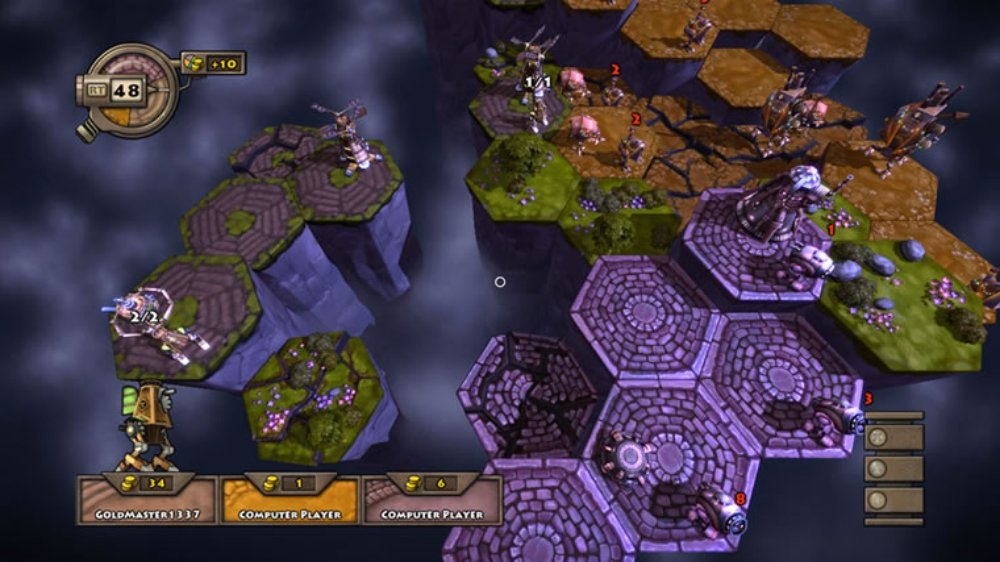 +10
RT 48
1/1
2
2
1
2/2
3
8
34
1
6
GOLDMASTER1337
COMPUTER PLAYER
COMPUTER PLAYER